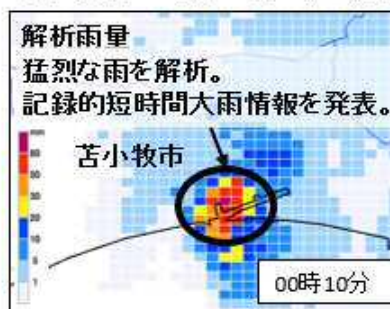 解析雨量
猛烈な雨を解析。
記録的短時間大雨情報を発表。
苫小牧市
00時10分